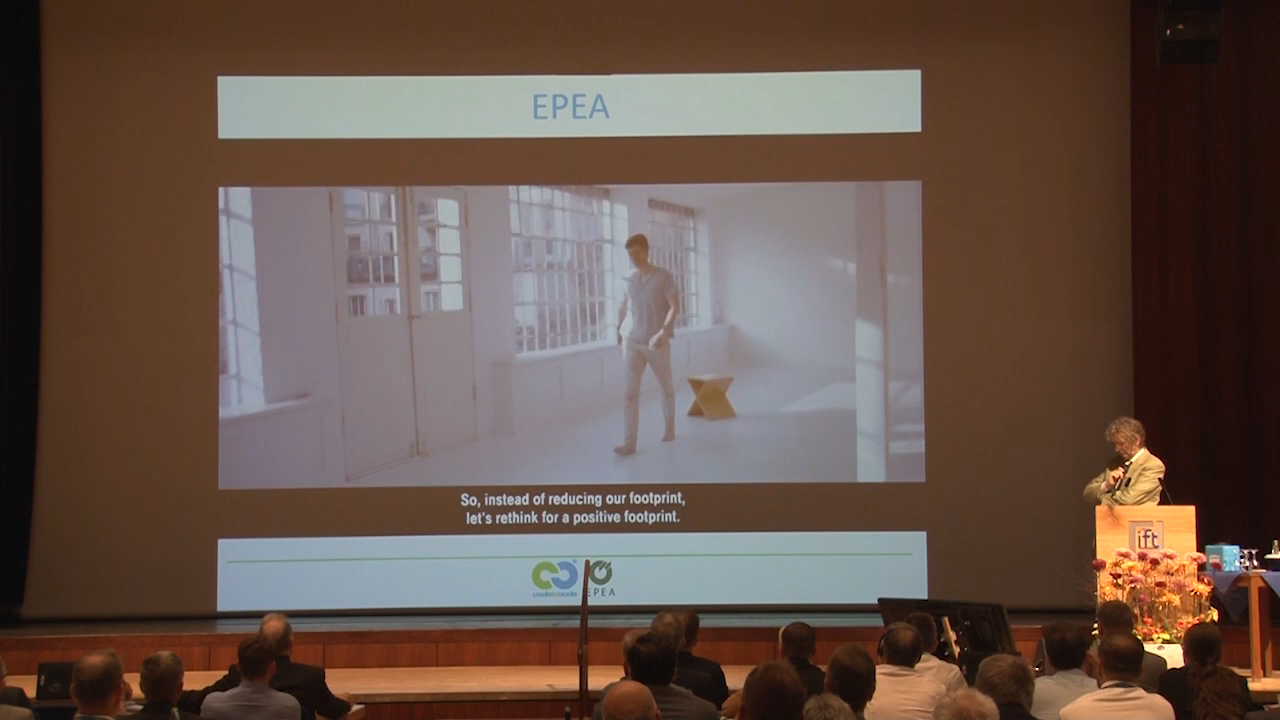 EPEA
So, instead of reducing our footprint,
let's rethink for a positive footprint.
ift
EPEA